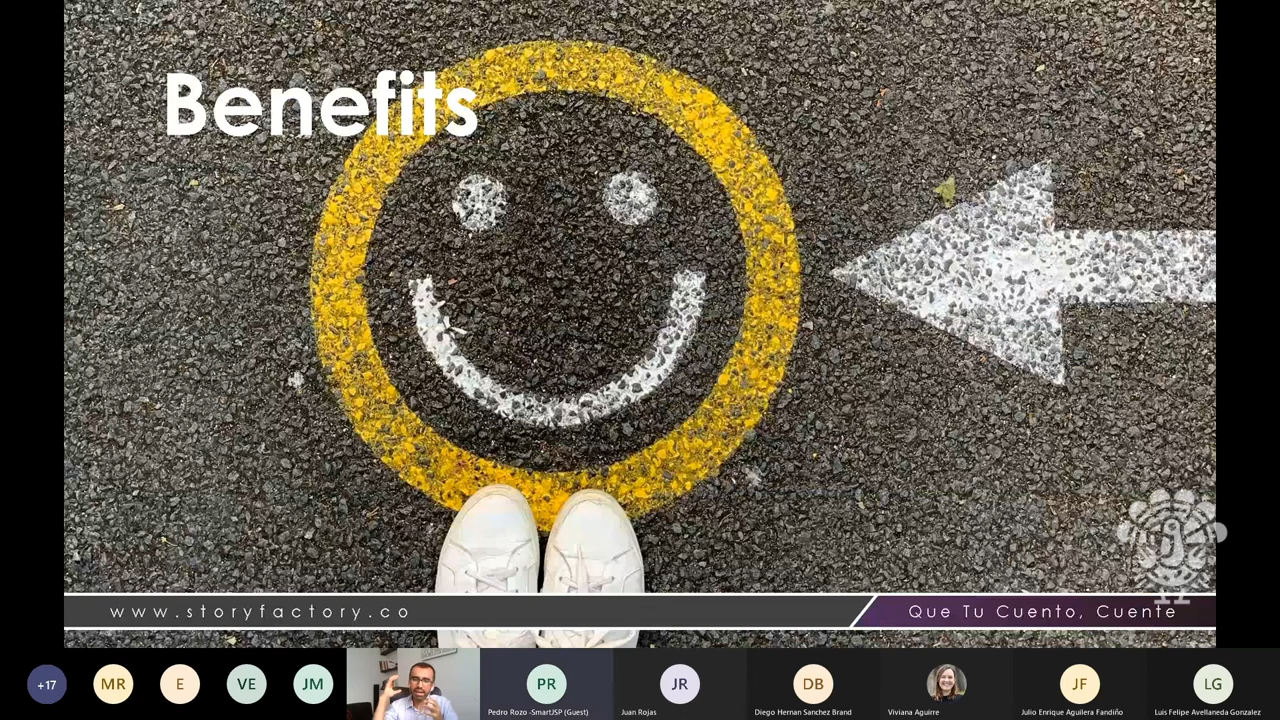 Benefits
www.storyfactory.co
Que Tu Cuento, Cuente
+17
MR
E
VE
JM
PR
JR
DB
JF
LG
Pedro Rozo -SmartJSP (Guest)
Juan Rojas
Diego Hernan Sanchez Brand
Viviana Aguirre
Julio Enrique Aguilera Fandiño
Luis Felipe Avellaneda Gonzalez